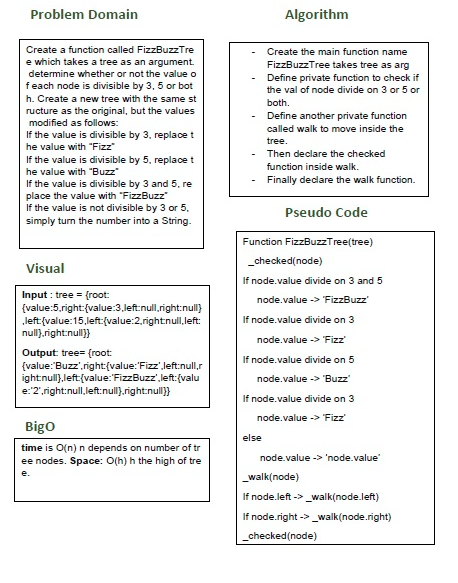 Problem Domain
Create a function called FizzBuzzTre
e which takes a tree as an argument.
determine whether or not the value o
f each node is divisible by 3, 5 or bot
h. Create a new tree with the same st
ructure as the original, but the values
modified as follows:
If the value is divisible by 3, replace t
he value with "Fizz"
If the value is divisible by 5, replace t
he value with "Buzz"
If the value is divisible by 3 and 5, re
place the value with "FizzBuzz"
If the value is not divisible by 3 or 5,
simply turn the number into a String.
Visual
Input : tree = {root:
{value:5,right:{value:3,left:null,right:null}
,left:{value:15,left:{value:2,right:null,left:
null},right:null}}
Output: tree= {root:
{value:'Buzz',right:{value:'Fizz',left:null,r
ight:null},left:{value:'FizzBuzz',left:{valu
e:'2',right:null,left:null},right:null}}
BigO
time is O(n) n depends on number of tr
ee nodes. Space: O(h) h the high of tre
e.
Algorithm
- Create the main function name
FizzBuzzTree takes tree as arg
- Define private function to check if
the val of node divide on 3 or 5 or
both.
- Define another private function
called walk to move inside the
tree.
- Then declare the checked
function inside walk.
- Finally declare the walk function.
Pseudo Code
Function FizzBuzzTree(tree)
_checked(node)
If node.value divide on 3 and 5
node.value -> 'FizzBuzz'
If node.value divide on 3
node.value -> 'Fizz'
If node.value divide on 5
node.value -> 'Buzz'
If node.value divide on 3
node.value -> 'Fizz'
else
node.value -> 'node.value'
_walk(node)
If node.left -> _walk(node.left)
If node.right -> _walk(node.right)
_checked(node)